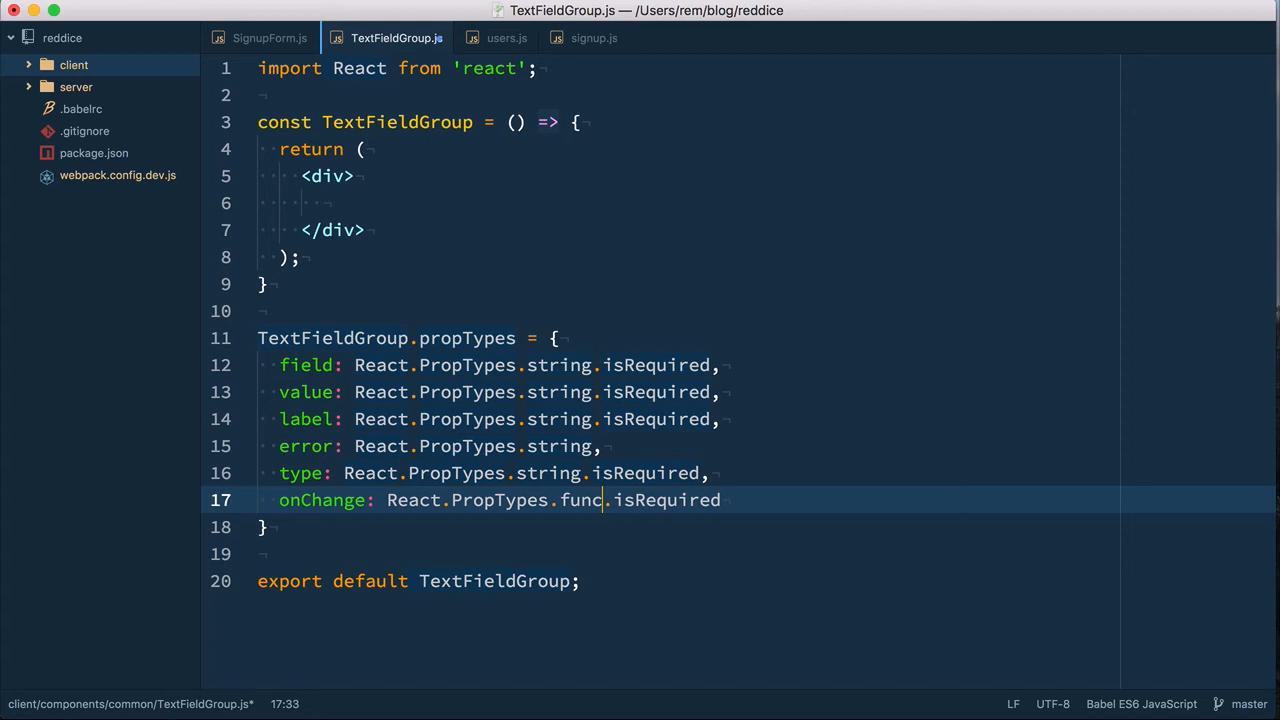 TextFieldGroup.js — /Users/rem/blog/reddice
reddice
SignupForm.js
TextFieldGroup.js
users.js
signup.js
client
server
.babelrc
.gitignore
package.json
webpack.config.dev.js
1 import React from 'react';
2
3 const TextFieldGroup = () => {
4 return (
5 <div>
6
7 </div>
8 );
9 }
10
11 TextFieldGroup.propTypes = {
12 field: React.PropTypes.string.isRequired,
13 value: React.PropTypes.string.isRequired,
14 label: React.PropTypes.string.isRequired,
15 error: React.PropTypes.string,
16 type: React.PropTypes.string.isRequired,
17 onChange: React.PropTypes.func.isRequired
18 }
19
20 export default TextFieldGroup;
client/components/common/TextFieldGroup.js* 17:33 LF UTF-8 Babel ES6 JavaScript master